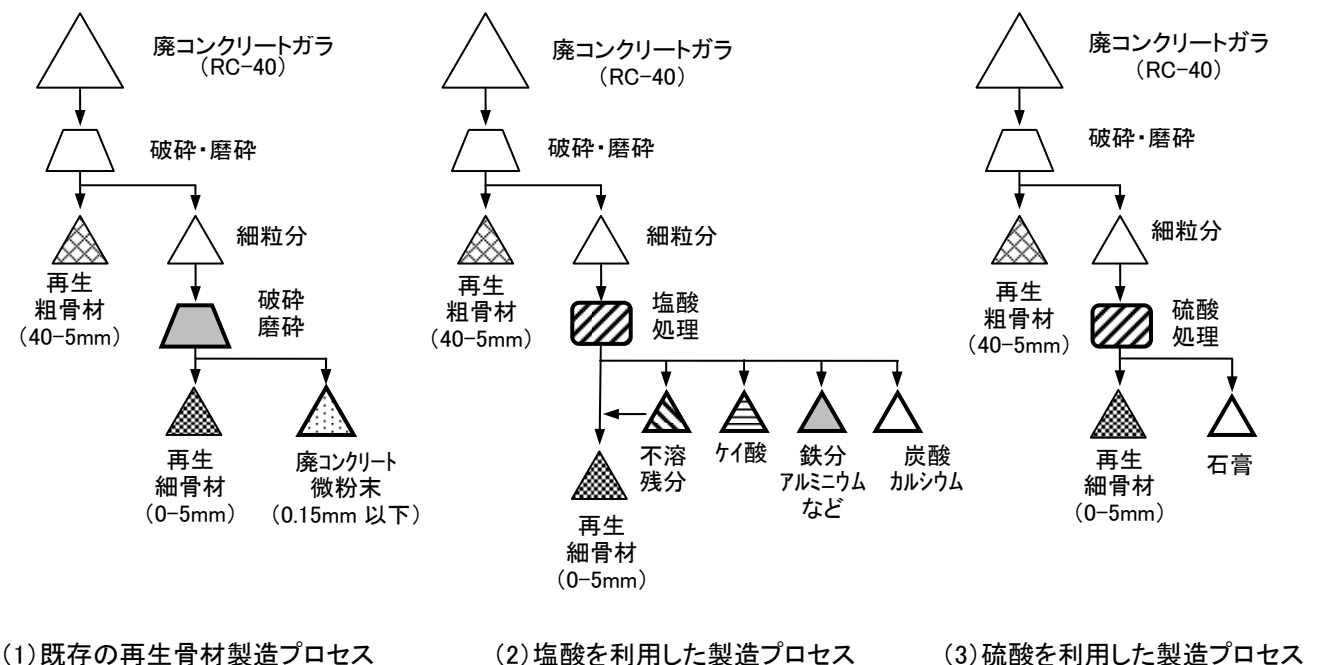 廃コンクリートガラ
（RC-40）
破砕・磨砕
細粒分
再生
粗骨材
（40-5mm）
破砕
磨砕
再生
細骨材
（0-5mm）
廃コンクリート
微粉末
（0.15mm 以下）
(1)既存の再生骨材製造プロセス
廃コンクリートガラ
（RC-40）
破砕・磨砕
細粒分
再生
粗骨材
（40-5mm）
塩酸
処理
不溶
残分
ケイ酸
鉄分
アルミニウム
など
炭酸
カルシウム
再生
細骨材
（0-5mm）
(2)塩酸を利用した製造プロセス
廃コンクリートガラ
（RC-40）
破砕・磨砕
細粒分
再生
粗骨材
（40-5mm）
硫酸
処理
再生
細骨材
（0-5mm）
石膏
(3)硫酸を利用した製造プロセス